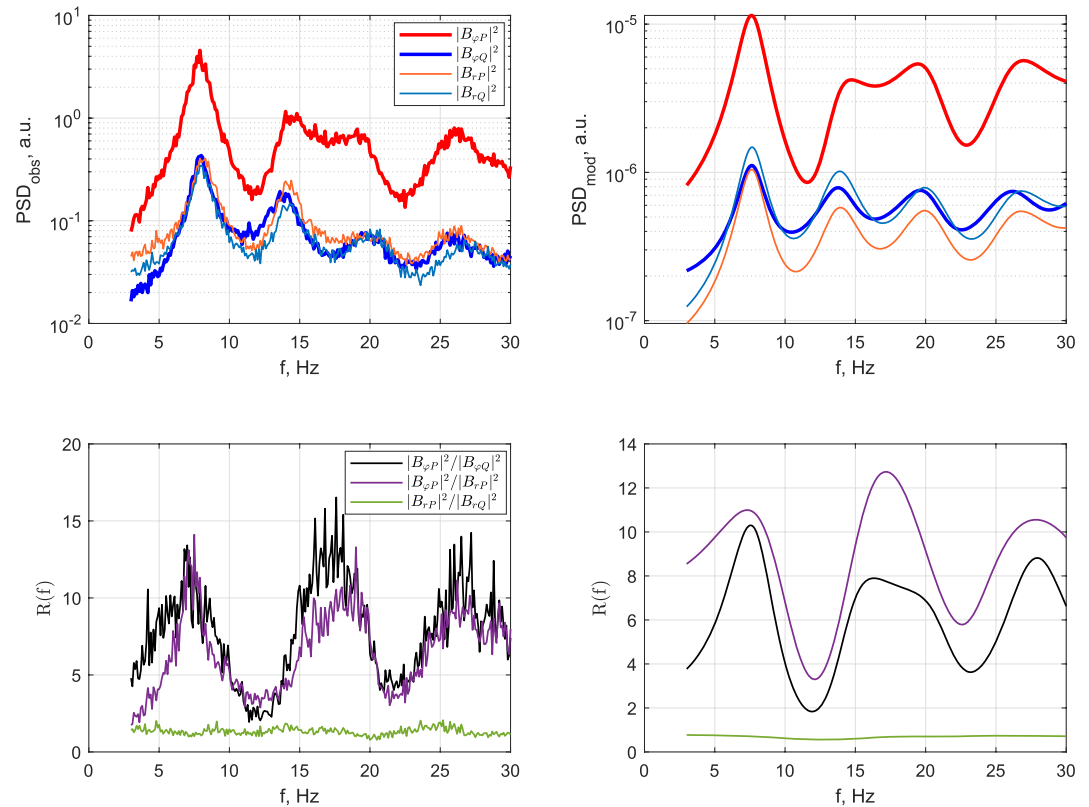 PSD_obs, a.u.
10^1
10^0
10^-1
10^-2
0 5 10 15 20 25 30
f, Hz
|B_φP|^2
|B_φQ|^2
|B_rP|^2
|B_rQ|^2
PSD_mod, a.u.
10^-5
10^-6
10^-7
0 5 10 15 20 25 30
f, Hz
R(f)
20
15
10
5
0
0 5 10 15 20 25 30
f, Hz
|B_φP|^2/|B_φQ|^2
|B_φP|^2/|B_rP|^2
|B_rP|^2/|B_rQ|^2
R(f)
14
12
10
8
6
4
2
0
0 5 10 15 20 25 30
f, Hz